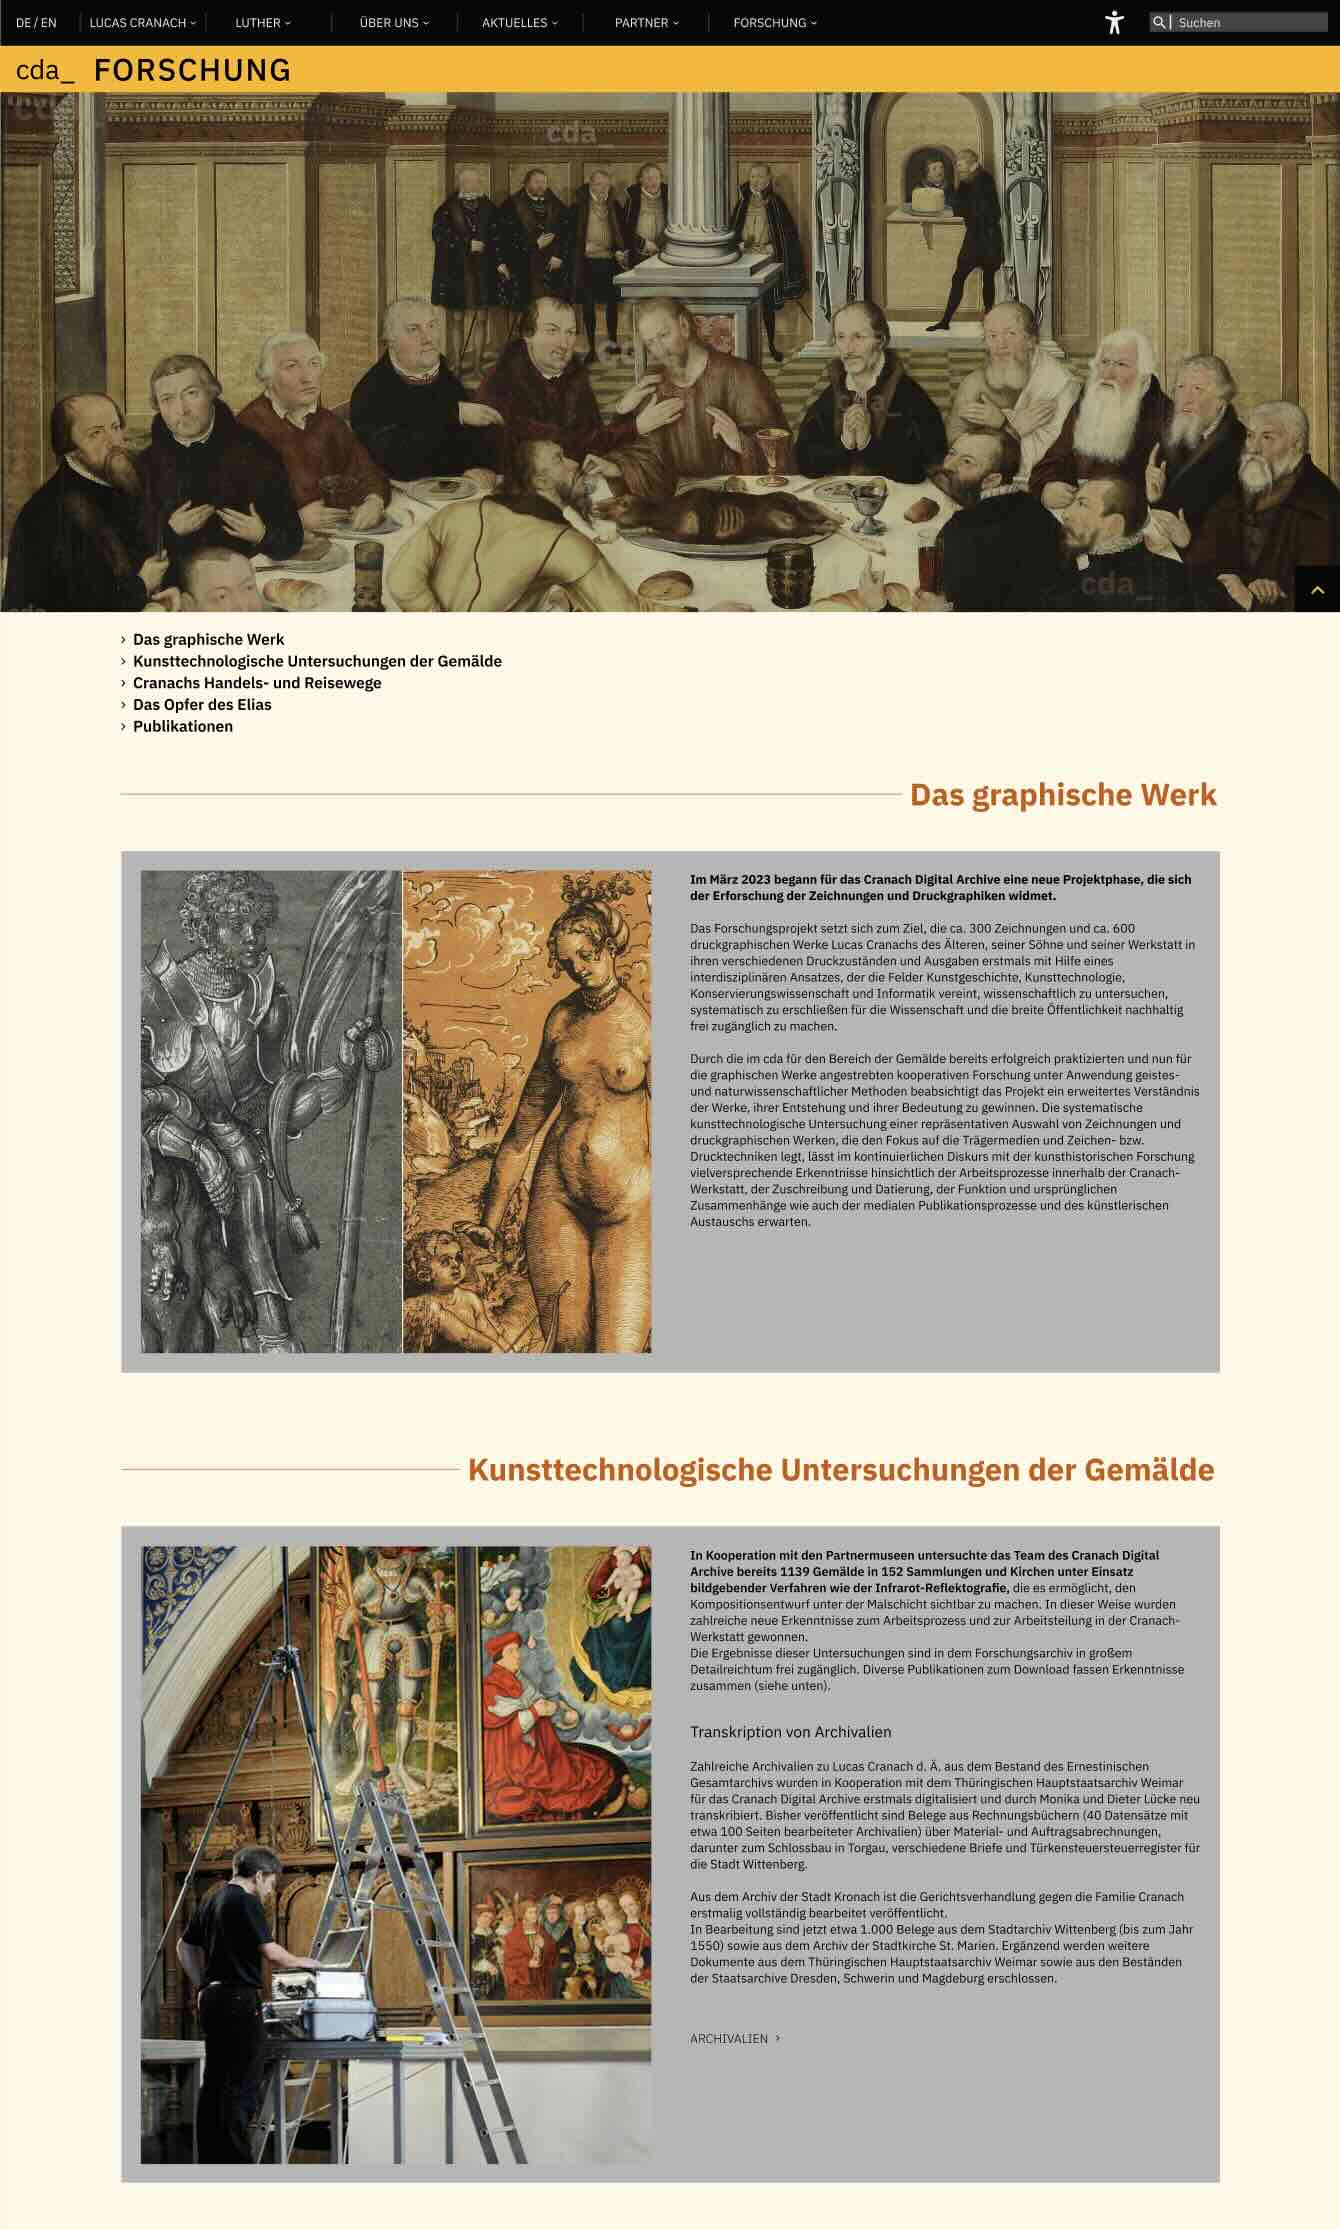 DE / EN
LUCAS CRANACH
LUTHER
ÜBER UNS
AKTUELLES
PARTNER
FORSCHUNG
Suchen
cda_ FORSCHUNG
cda
cda_
cda_
Das graphische Werk
Kunsttechnologische Untersuchungen der Gemälde
Cranachs Handels- und Reisewege
Das Opfer des Elias
Publikationen
Das graphische Werk
Im März 2023 begann für das Cranach Digital Archive eine neue Projektphase, die sich
der Erforschung der Zeichnungen und Druckgraphiken widmet.
Das Forschungsprojekt setzt sich zum Ziel, die ca. 300 Zeichnungen und ca. 600
druckgraphischen Werke Lucas Cranachs des Älteren, seiner Söhne und seiner Werkstatt in
ihren verschiedenen Druckzuständen und Ausgaben erstmals mit Hilfe eines
interdisziplinären Ansatzes, der die Felder Kunstgeschichte, Kunsttechnologie,
Konservierungswissenschaft und Informatik vereint, wissenschaftlich zu untersuchen,
systematisch zu erschließen für die Wissenschaft und die breite Öffentlichkeit nachhaltig
frei zugänglich zu machen.
Durch die im cda für den Bereich der Gemälde bereits erfolgreich praktizierten und nun für
die graphischen Werke angestrebten kooperativen Forschung unter Anwendung geistes-
und naturwissenschaftlicher Methoden beabsichtigt das Projekt ein erweitertes Verständnis
der Werke, ihrer Entstehung und ihrer Bedeutung zu gewinnen. Die systematische
kunsttechnologische Untersuchung einer repräsentativen Auswahl von Zeichnungen und
druckgraphischen Werken, die den Fokus auf die Trägermedien und Zeichen- bzw.
Drucktechniken legt, lässt im kontinuierlichen Diskurs mit der kunsthistorischen Forschung
vielversprechende Erkenntnisse hinsichtlich der Arbeitsprozesse innerhalb der Cranach-
Werkstatt, der Zuschreibung und Datierung, der Funktion und ursprünglichen
Zusammenhänge wie auch der medialen Publikationsprozesse und des künstlerischen
Austauschs erwarten.
Kunsttechnologische Untersuchungen der Gemälde
In Kooperation mit den Partnermuseen untersuchte das Team des Cranach Digital
Archive bereits 1139 Gemälde in 152 Sammlungen und Kirchen unter Einsatz
bildgebender Verfahren wie der Infrarot-Reflektografie, die es ermöglicht, den
Kompositionsentwurf unter der Malschicht sichtbar zu machen. In dieser Weise wurden
zahlreiche neue Erkenntnisse zum Arbeitsprozess und zur Arbeitsteilung in der Cranach-
Werkstatt gewonnen.
Die Ergebnisse dieser Untersuchungen sind in dem Forschungsarchiv in großem
Detailreichtum frei zugänglich. Diverse Publikationen zum Download fassen Erkenntnisse
zusammen (siehe unten).
Transkription von Archivalien
Zahlreiche Archivalien zu Lucas Cranach d. Ä. aus dem Bestand des Ernestinischen
Gesamtarchivs wurden in Kooperation mit dem Thüringischen Hauptstaatsarchiv Weimar
für das Cranach Digital Archive erstmals digitalisiert und durch Monika und Dieter Lücke neu
transkribiert. Bisher veröffentlicht sind Belege aus Rechnungsbüchern (40 Datensätze mit
etwa 100 Seiten bearbeiteter Archivalien) über Material- und Auftragsabrechnungen,
darunter zum Schlossbau in Torgau, verschiedene Briefe und Türkensteuersteuerregister für
die Stadt Wittenberg.
Aus dem Archiv der Stadt Kronach ist die Gerichtsverhandlung gegen die Familie Cranach
erstmalig vollständig bearbeitet veröffentlicht.
In Bearbeitung sind jetzt etwa 1.000 Belege aus dem Stadtarchiv Wittenberg (bis zum Jahr
1550) sowie aus dem Archiv der Stadtkirche St. Marien. Ergänzend werden weitere
Dokumente aus dem Thüringischen Hauptstaatsarchiv Weimar sowie aus den Beständen
der Staatsarchive Dresden, Schwerin und Magdeburg erschlossen.
ARCHIVALIEN